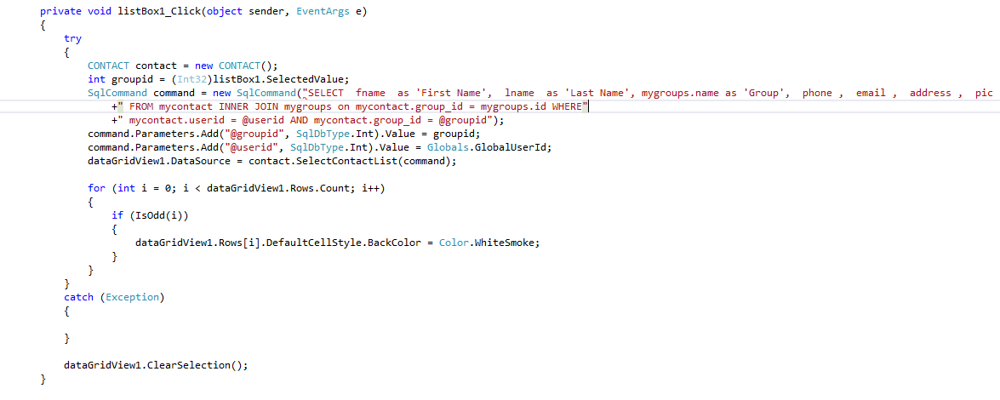 private void listBox1_Click(object sender, EventArgs e)
{
try
{
CONTACT contact = new CONTACT();
int groupid = (Int32)listBox1.SelectedValue;
SqlCommand command = new SqlCommand("SELECT  fname  as 'First Name',  lname  as 'Last Name', mygroups.name as 'Group',  phone ,  email ,  address ,  pic
+" FROM mycontact INNER JOIN mygroups on mycontact.group_id = mygroups.id WHERE"
+" mycontact.userid = @userid AND mycontact.group_id = @groupid");
command.Parameters.Add("@groupid", SqlDbType.Int).Value = groupid;
command.Parameters.Add("@userid", SqlDbType.Int).Value = Globals.GlobalUserId;
dataGridView1.DataSource = contact.SelectContactList(command);
for (int i = 0; i < dataGridView1.Rows.Count; i++)
{
if (IsOdd(i))
{
dataGridView1.Rows[i].DefaultCellStyle.BackColor = Color.WhiteSmoke;
}
}
}
catch (Exception)
{
}
dataGridView1.ClearSelection();
}